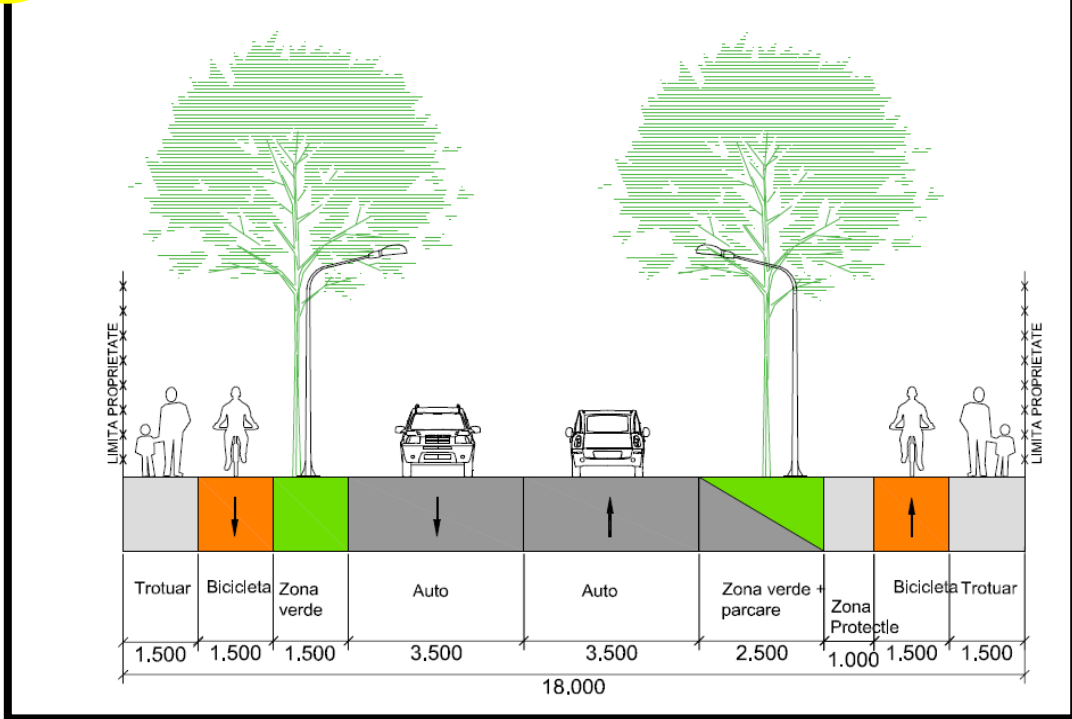 LIMITA PROPRIETATE
LIMITA PROPRIETATE
Trotuar
Bicicleta
Zona
verde
Auto
Auto
Zona verde +
parcare
Zona
Protectie
Bicicleta
Trotuar
1.500
1.500
1.500
3.500
3.500
2.500
1.000
1.500
1.500
18.000